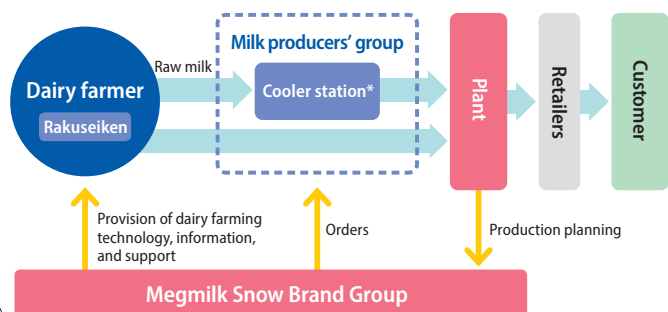 Milk producers' group
Raw milk
Dairy farmer
Rakuseiken
Cooler station*
Plant
Retailers
Customer
Provision of dairy farming
technology, information,
and support
Orders
Production planning
Megmilk Snow Brand Group